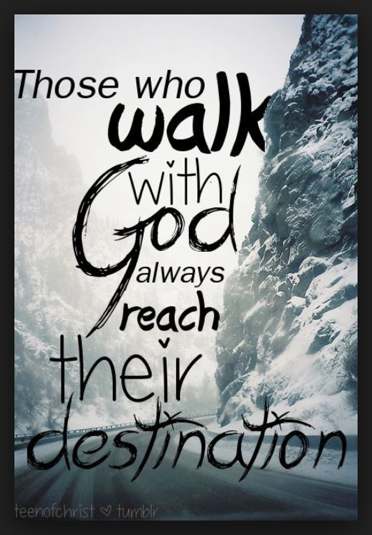 Those who
walk
with
God
always
reach
their
destination
teenofchrist ♡ tumblr